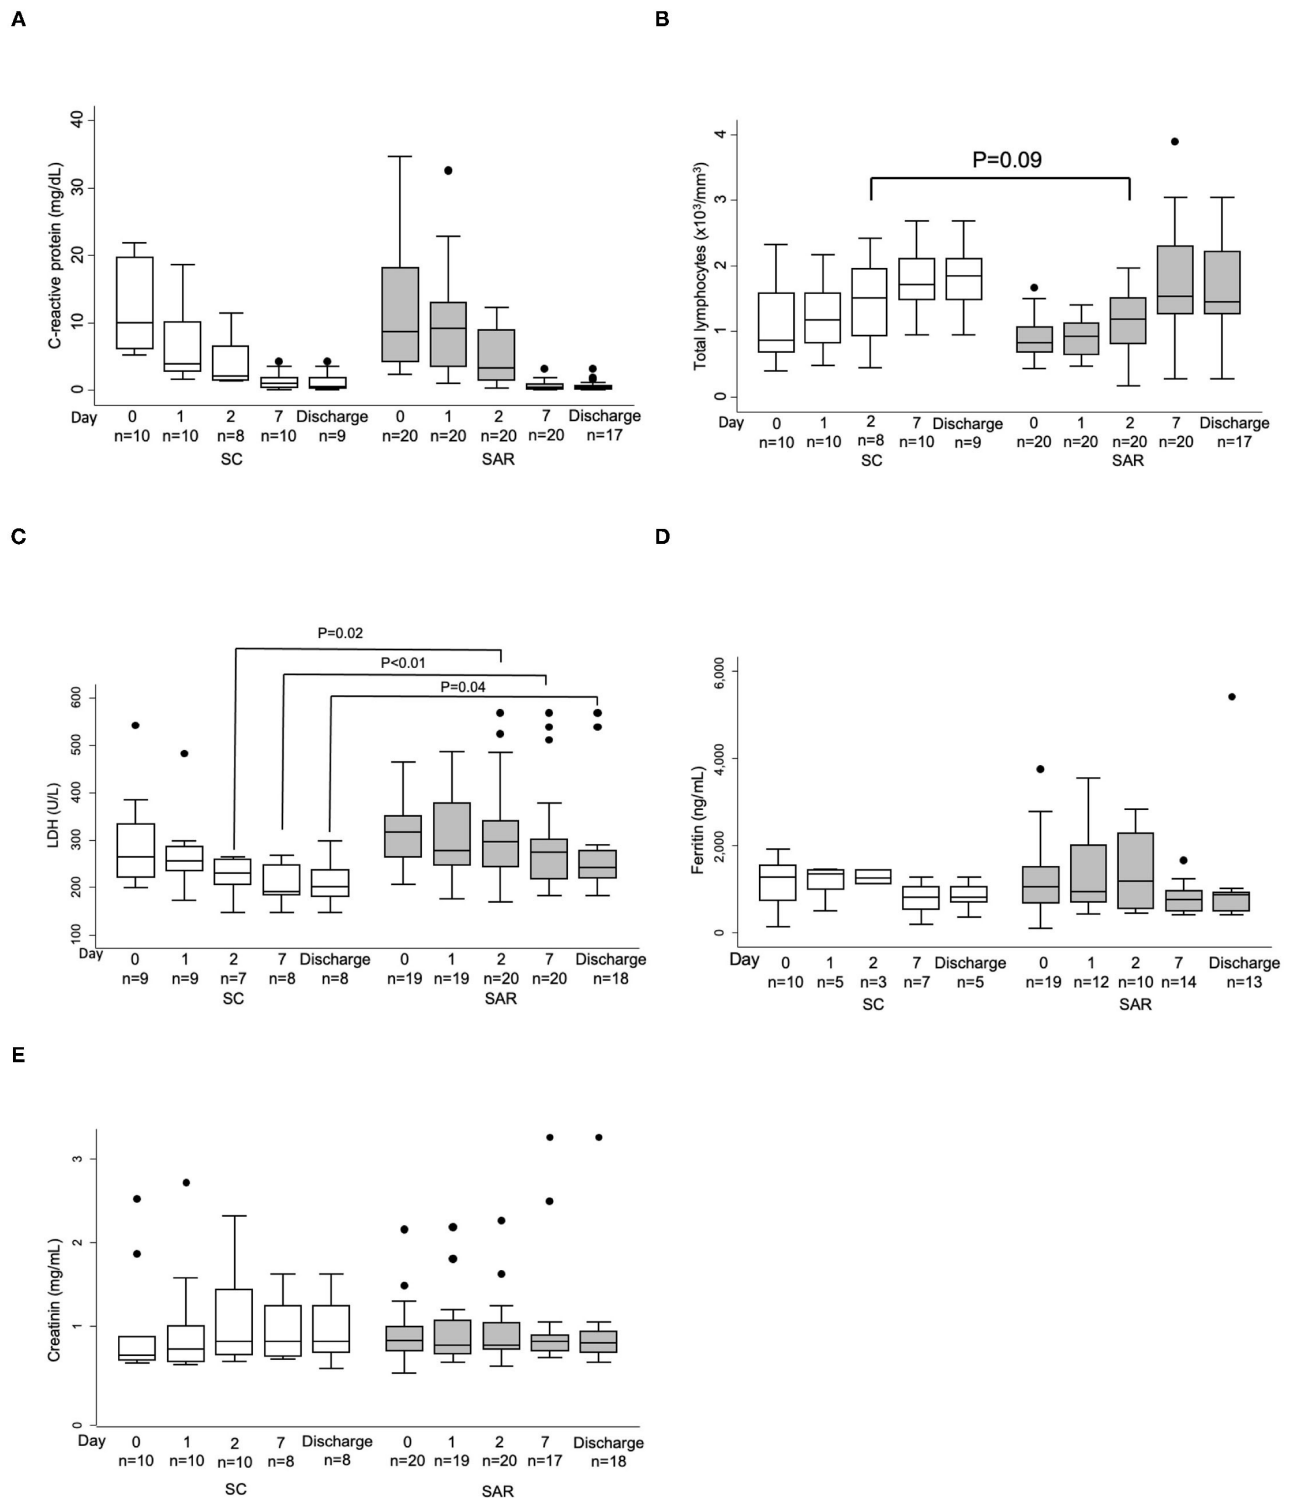 A
C-reactive protein (mg/dL)
40
30
20
10
0
Day 0 1 2 7 Discharge 0 1 2 7 Discharge
n=10 n=10 n=8 n=10 n=9 n=20 n=20 n=20 n=20 n=17
SC SAR
B
Total lymphocytes (x10³/mm³)
4
3
2
1
0
P=0.09
Day 0 1 2 7 Discharge 0 1 2 7 Discharge
n=10 n=10 n=8 n=10 n=9 n=20 n=20 n=20 n=20 n=17
SC SAR
C
LDH (U/L)
600
500
400
300
200
100
P=0.02
P<0.01
P=0.04
Day 0 1 2 7 Discharge 0 1 2 7 Discharge
n=9 n=9 n=7 n=8 n=8 n=19 n=19 n=20 n=20 n=18
SC SAR
D
Ferritin (ng/mL)
6,000
4,000
2,000
0
Day 0 1 2 7 Discharge 0 1 2 7 Discharge
n=10 n=5 n=3 n=7 n=5 n=19 n=12 n=10 n=14 n=13
SC SAR
E
Creatinin (mg/mL)
3
2
1
0
Day 0 1 2 7 Discharge 0 1 2 7 Discharge
n=10 n=10 n=10 n=8 n=8 n=20 n=19 n=20 n=17 n=18
SC SAR